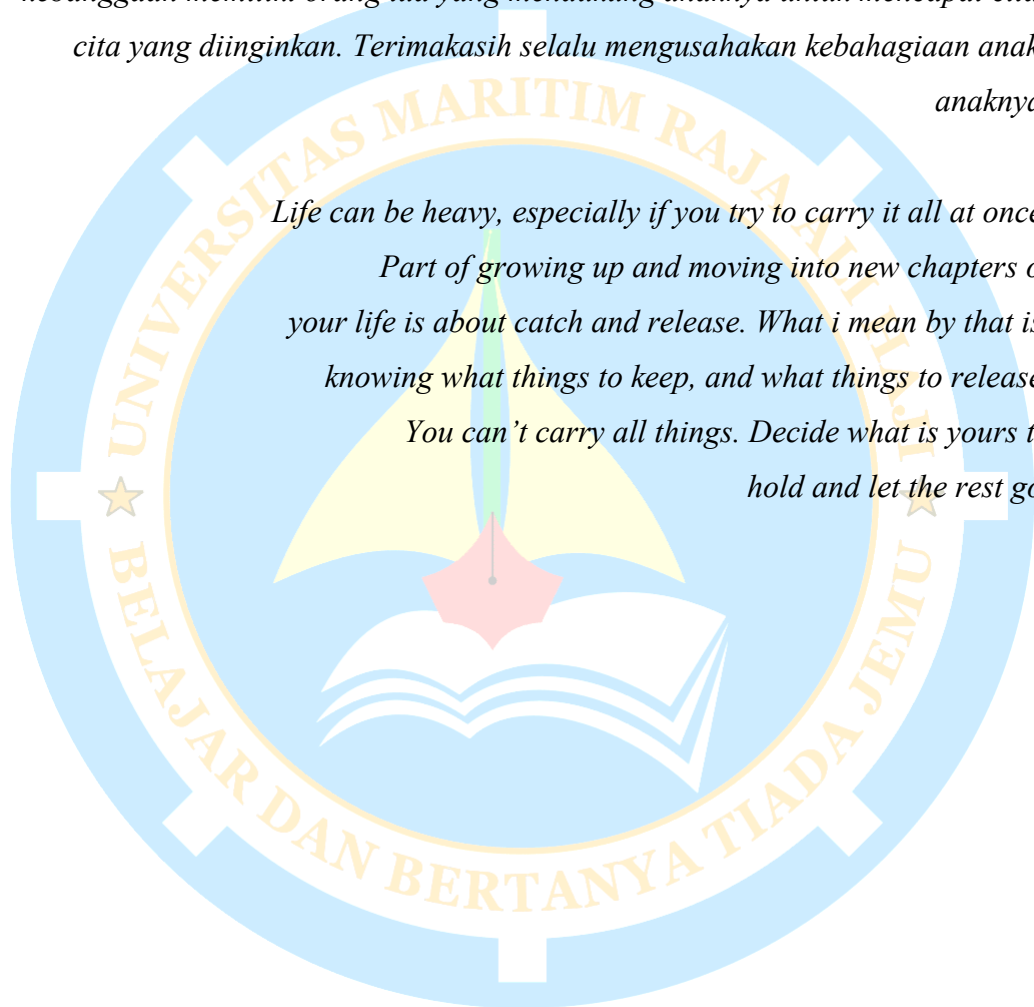 cita yang diinginkan. Terimakasih selalu mengusahakan kebahagiaan anak
anaknya
Life can be heavy, especially if you try to carry it all at once
Part of growing up and moving into new chapters o
your life is about catch and release. What i mean by that is
knowing what things to keep, and what things to release
You can't carry all things. Decide what is yours t
hold and let the rest go
UNIVERSITAS MARITIM RAJA ALI HAJI
BELAJAR DAN BERTANYA TIADA JEMU